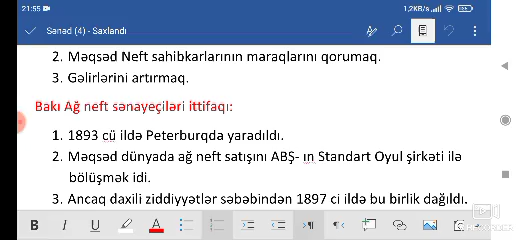 21:55
1,2KB/s
89
Sənəd (4) - Saxlandı
2. Məqsəd Neft sahibkarlarının maraqlarını qorumaq.
3. Gəlirlərini artırmaq.
Bakı Ağ neft sənayeçiləri ittifaqı:
1. 1893 cü ildə Peterburqda yaradıldı.
2. Məqsəd dünyada ağ neft satışını ABŞ- ın Standart Oyul şirkəti ilə
bölüşmək idi.
3. Ancaq daxili ziddiyyətlər səbəbindən 1897 ci ildə bu birlik dağıldı.
B I U A